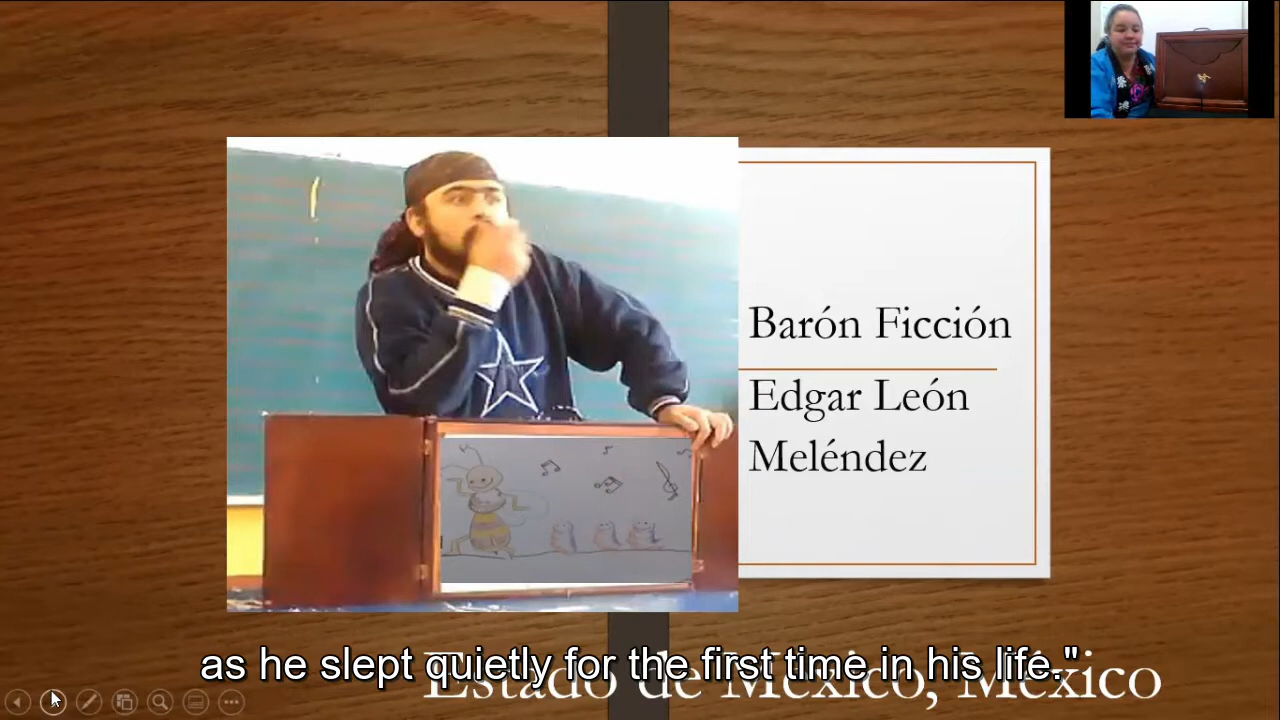 Barón Ficción
Edgar León
Meléndez
as he slept quietly for the first time in his life."
Estado de México, México